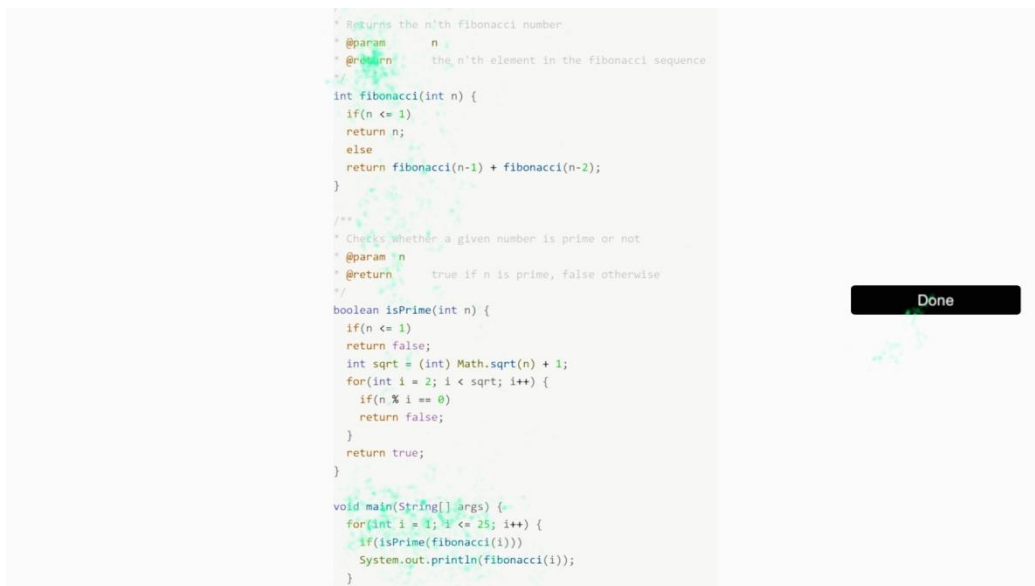 * Returns the n'th fibonacci number
* @param n
* @return the n'th element in the fibonacci sequence
*/
int fibonacci(int n) {
if(n <= 1)
return n;
else
return fibonacci(n-1) + fibonacci(n-2);
}
/**
* Checks whether a given number is prime or not
* @param n
* @return true if n is prime, false otherwise
*/
boolean isPrime(int n) {
if(n <= 1)
return false;
int sqrt = (int) Math.sqrt(n) + 1;
for(int i = 2; i < sqrt; i++) {
if(n % i == 0)
return false;
}
return true;
}
void main(String[] args) {
for(int i = 1; i <= 25; i++) {
if(isPrime(fibonacci(i)))
System.out.println(fibonacci(i));
}
Done